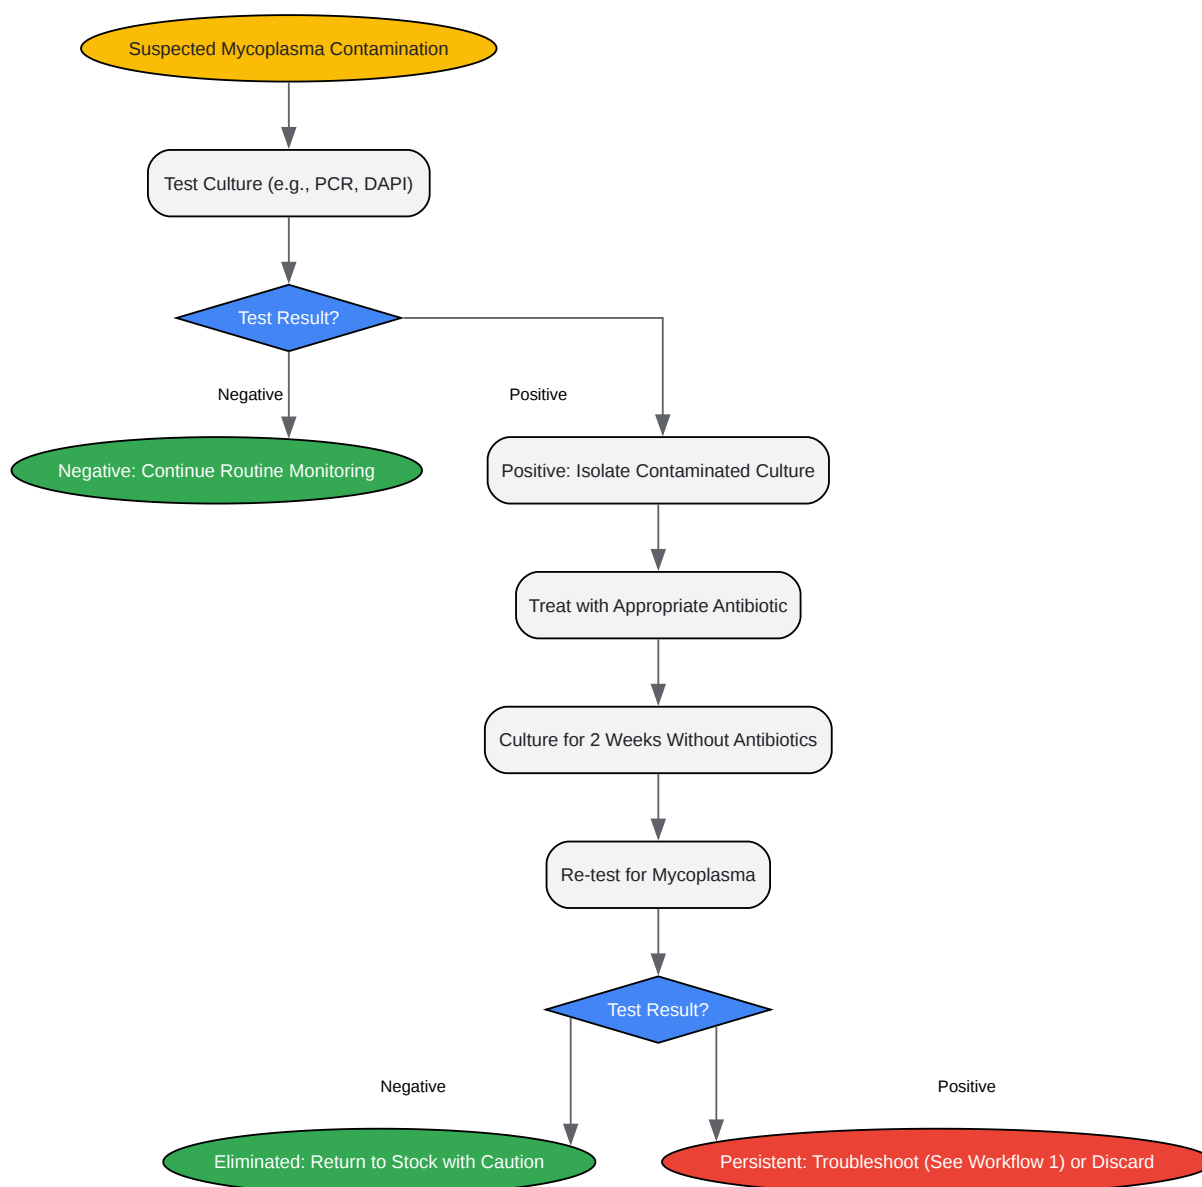 Suspected Mycoplasma Contamination
Test Culture (e.g., PCR, DAPI)
Test Result?
Negative
Positive
Negative: Continue Routine Monitoring
Positive: Isolate Contaminated Culture
Treat with Appropriate Antibiotic
Culture for 2 Weeks Without Antibiotics
Re-test for Mycoplasma
Test Result?
Negative
Positive
Eliminated: Return to Stock with Caution
Persistent: Troubleshoot (See Workflow 1) or Discard